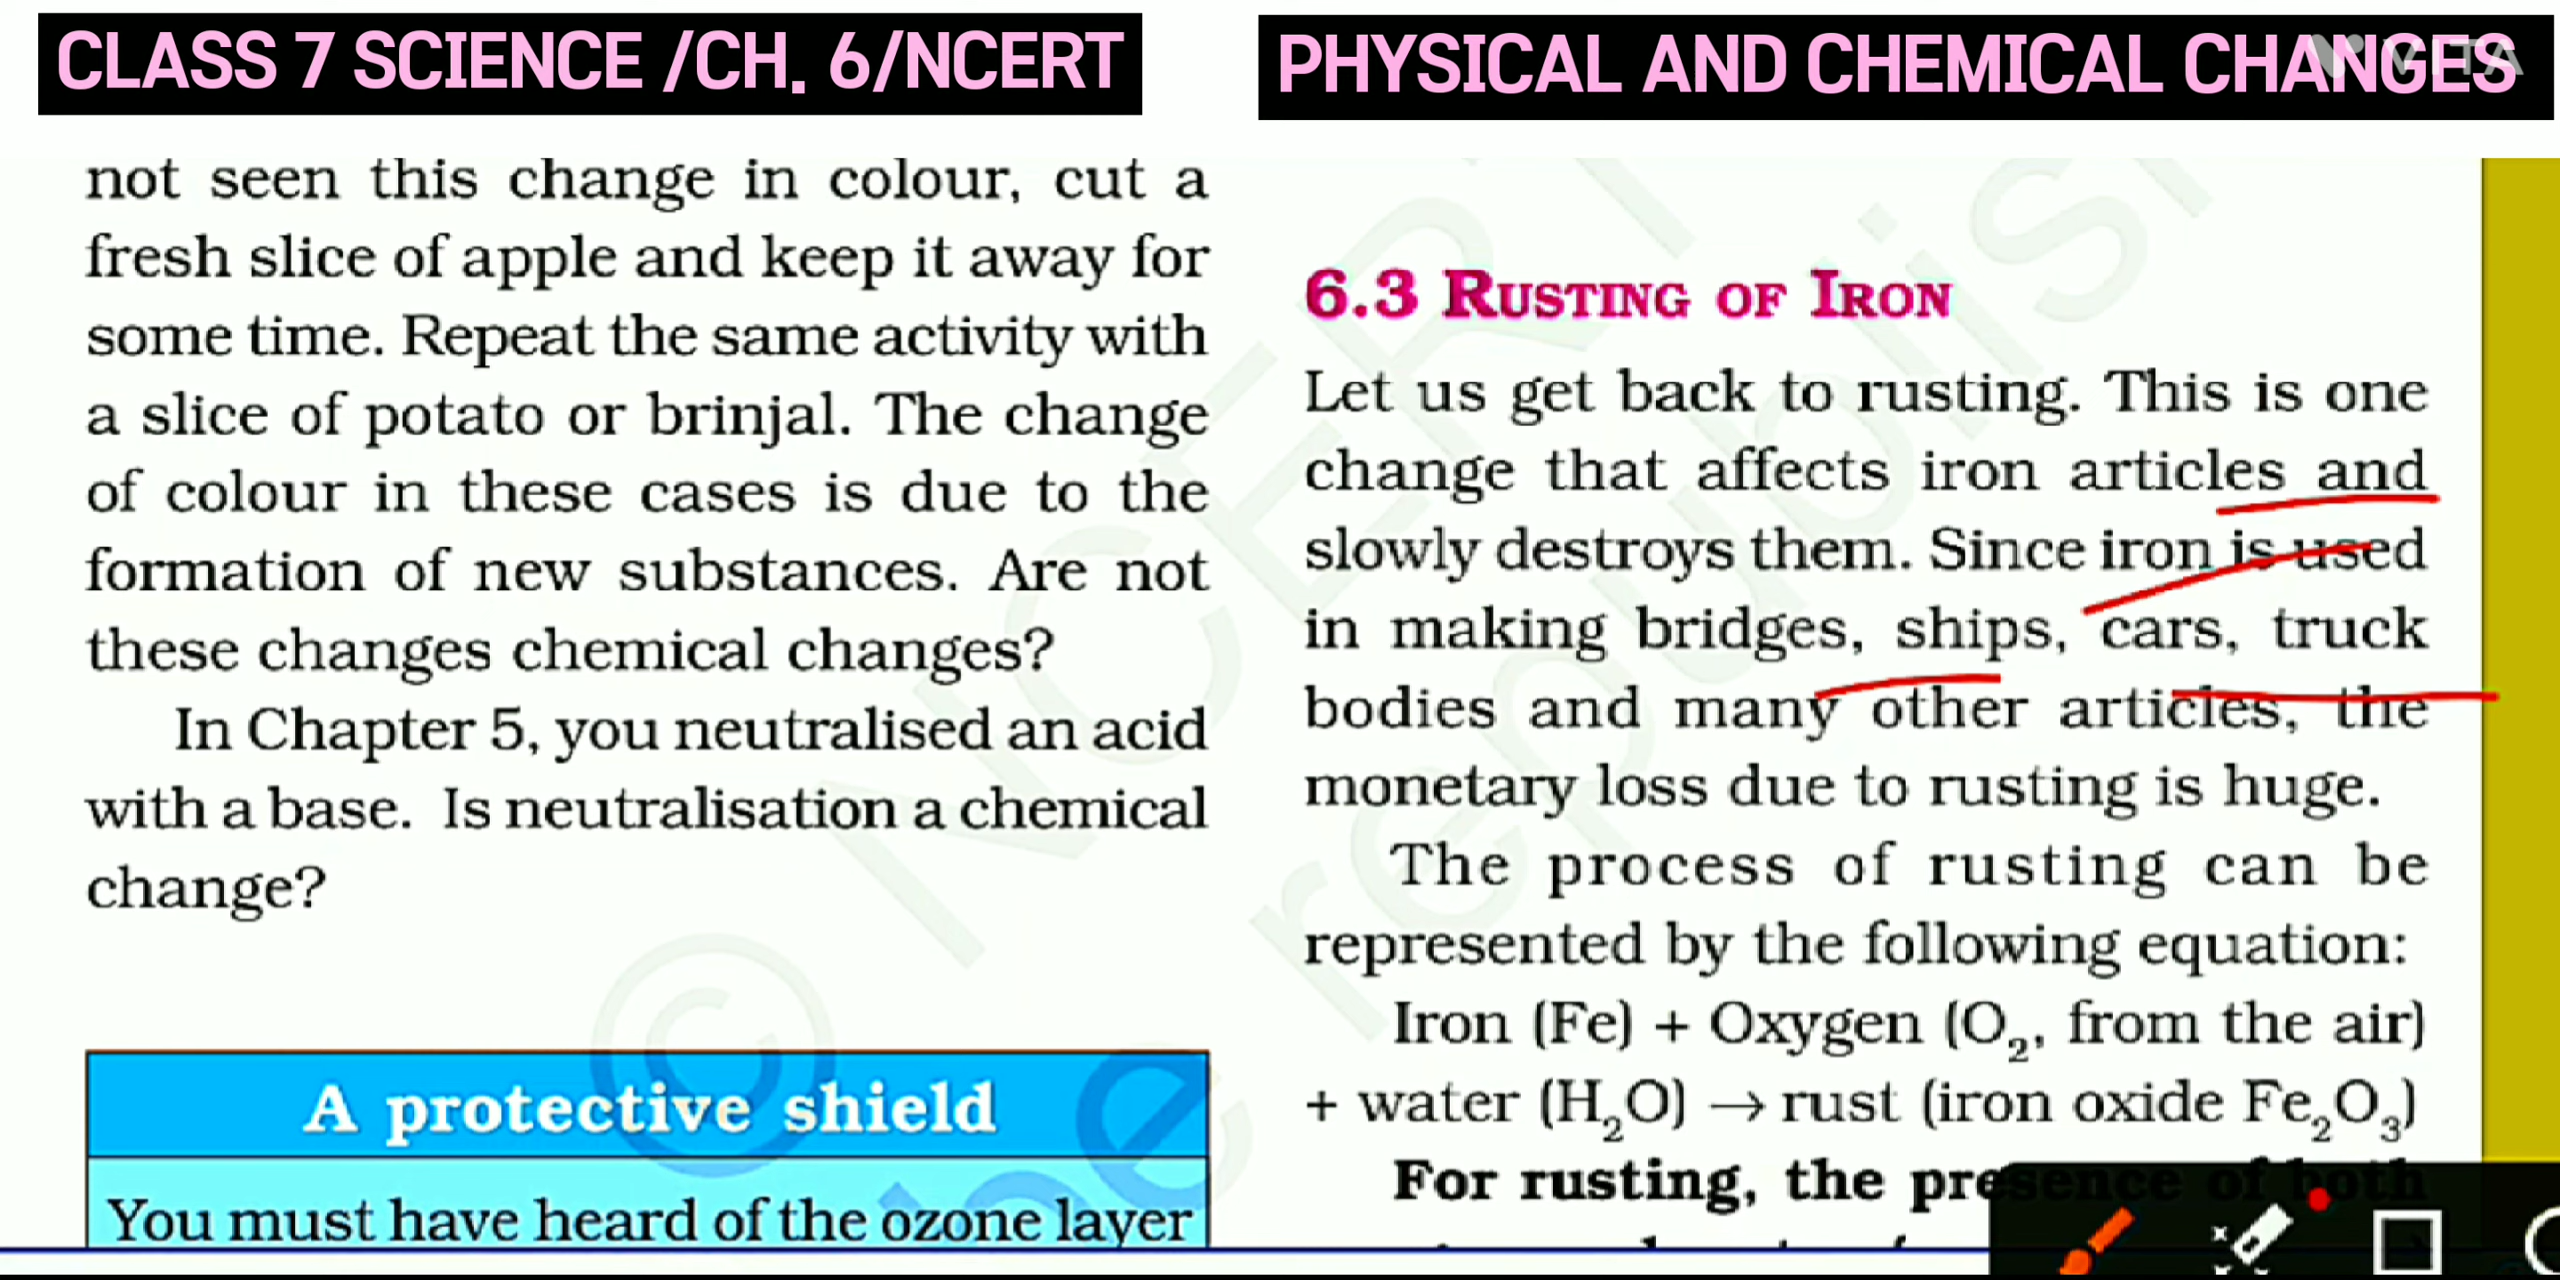 CLASS 7 SCIENCE /CH. 6/NCERT
PHYSICAL AND CHEMICAL CHANGES
VITA
not seen this change in colour, cut a
fresh slice of apple and keep it away for
some time. Repeat the same activity with
a slice of potato or brinjal. The change
of colour in these cases is due to the
formation of new substances. Are not
these changes chemical changes?
In Chapter 5, you neutralised an acid
with a base. Is neutralisation a chemical
change?
A protective shield
You must have heard of the ozone layer
6.3 RUSTING OF IRON
Let us get back to rusting. This is one
change that affects iron articles and
slowly destroys them. Since iron is used
in making bridges, ships, cars, truck
bodies and many other articles, the
monetary loss due to rusting is huge.
The process of rusting can be
represented by the following equation:
Iron (Fe) + Oxygen (O₂, from the air)
+ water (H₂O) → rust (iron oxide Fe₂O₃)
For rusting, the presence of both
© NCERT
republis